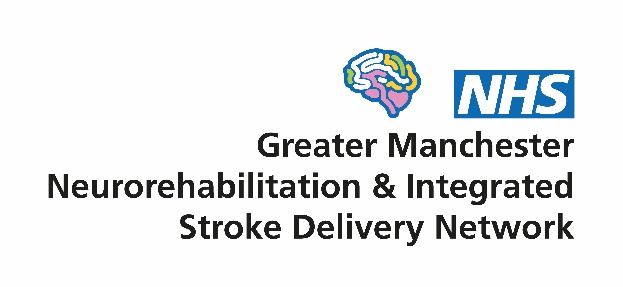 NHS
Greater Manchester
Neurorehabilitation & Integrated
Stroke Delivery Network